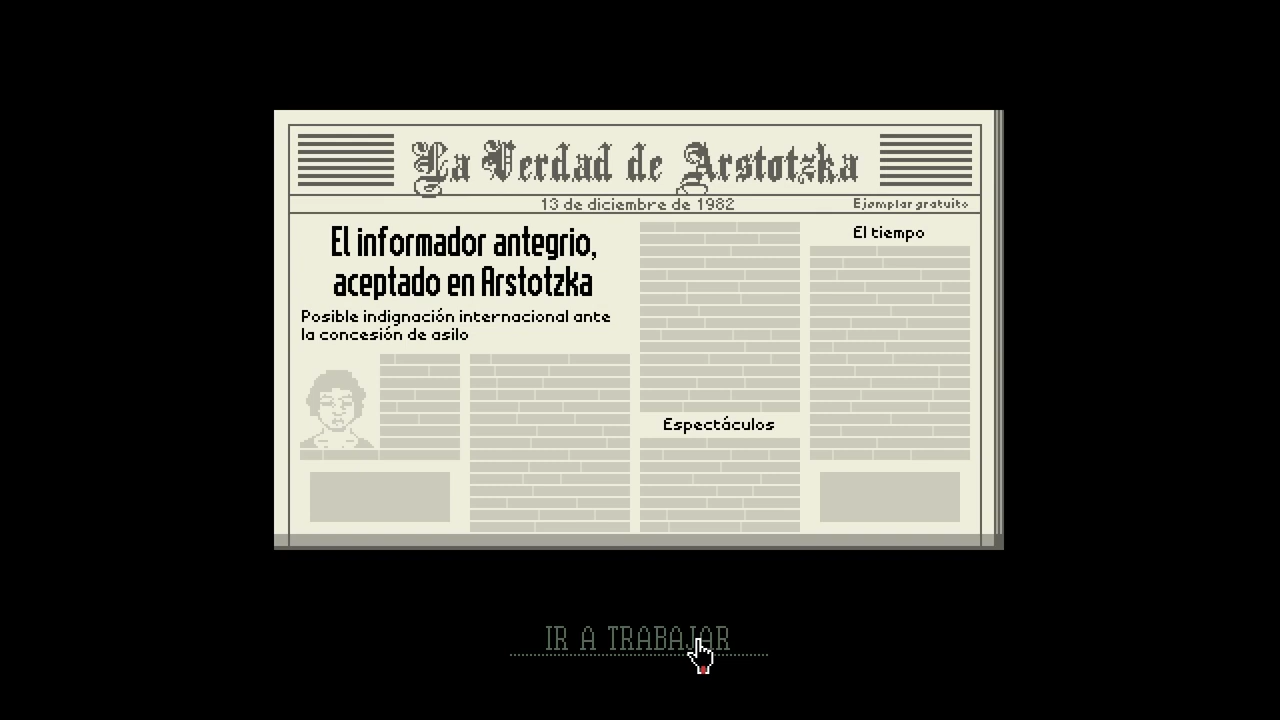 La Verdad de Arstotzka
13 de diciembre de 1982
Ejemplar gratuito
El informador antegrio,
aceptado en Arstotzka
Posible indignación internacional ante
la concesión de asilo
Espectáculos
El tiempo
IR A TRABAJAR